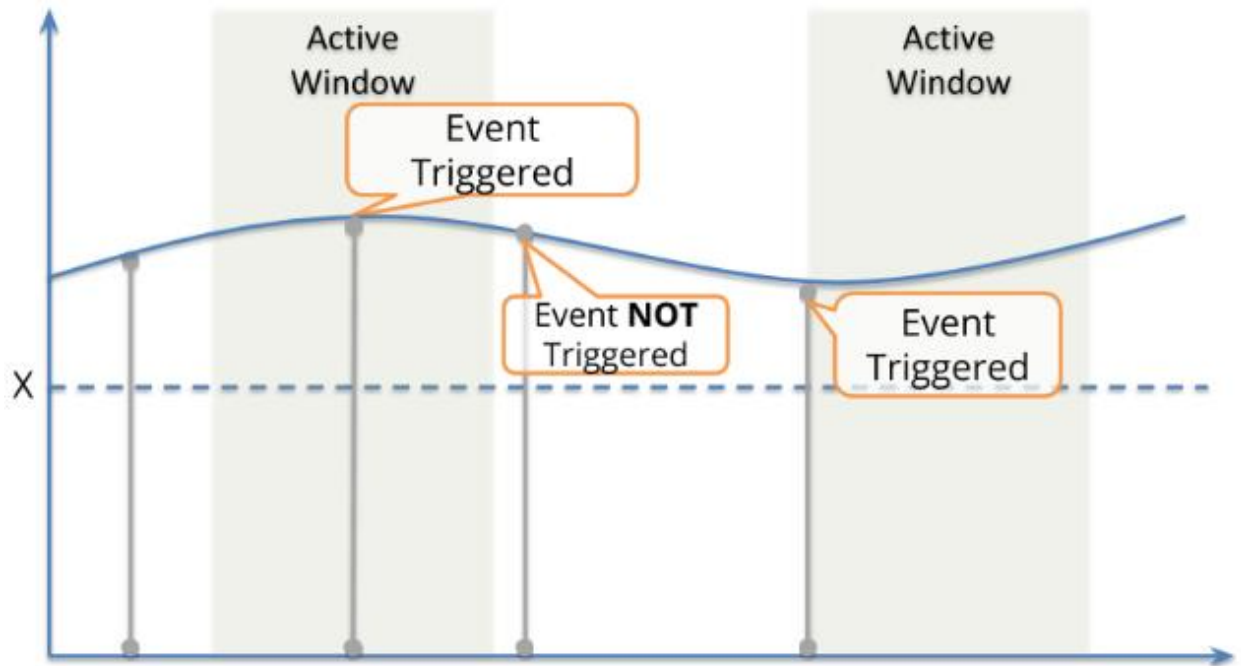 Active
Window
Active
Window
Event
Triggered
Event NOT
Triggered
Event
Triggered
X